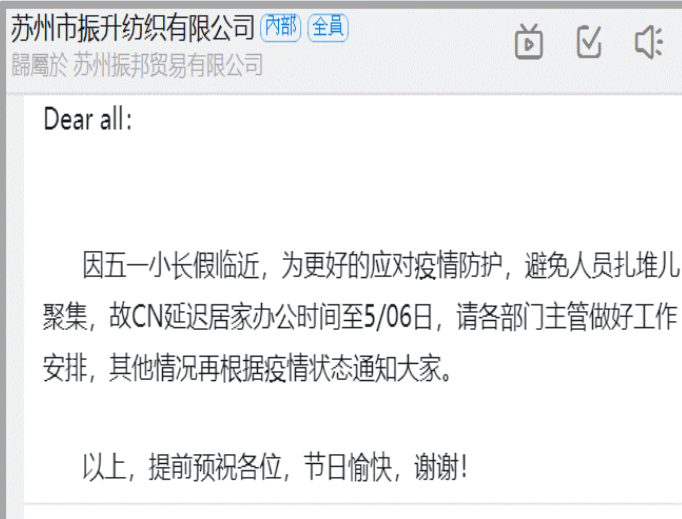 苏州市振升纺织有限公司 內部 全員
歸屬於 苏州振邦贸易有限公司
Dear all:
因五一小长假临近，为更好的应对疫情防护，避免人员扎堆儿
聚集，故CN延迟居家办公时间至5/06日，请各部门主管做好工作
安排，其他情况再根据疫情状态通知大家。
以上，提前预祝各位，节日愉快，谢谢！